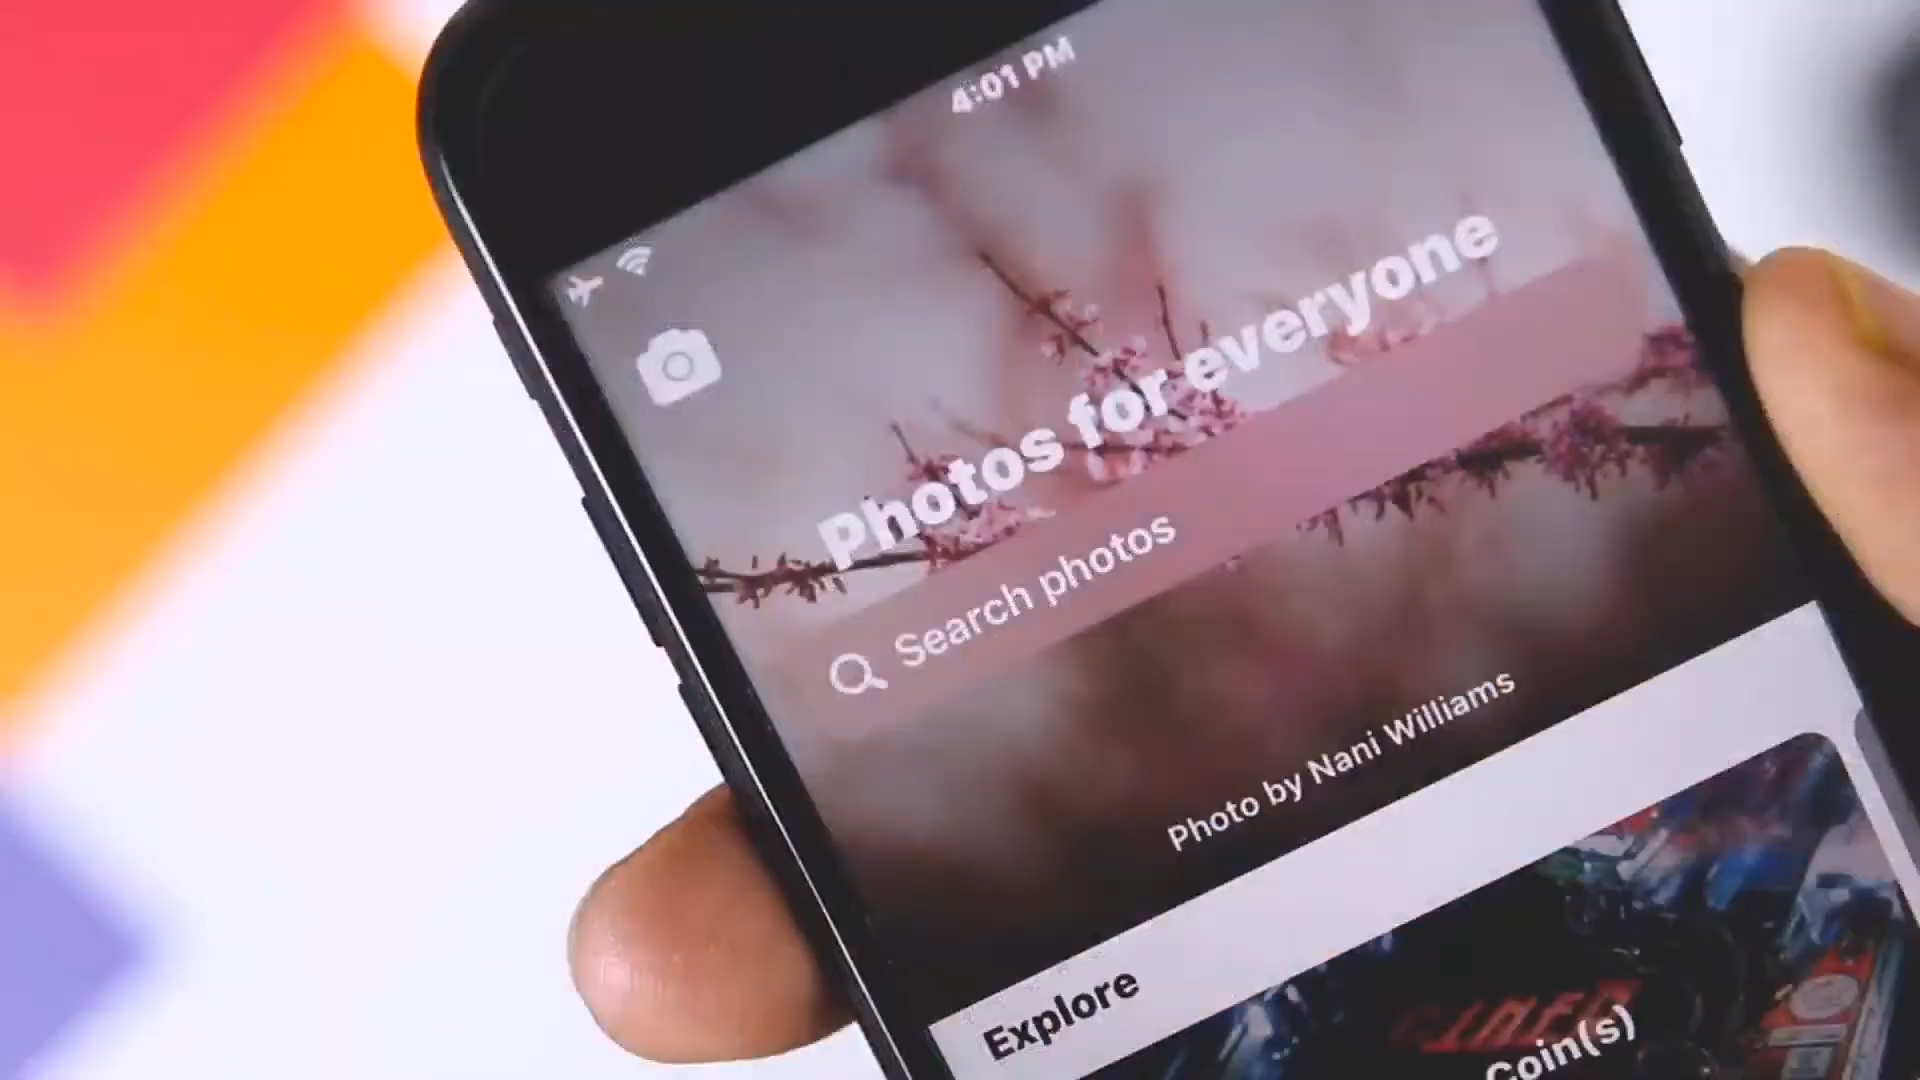 4:01 PM
Photos for everyone
Search photos
Photo by Nani Williams
Explore
Coin(s)